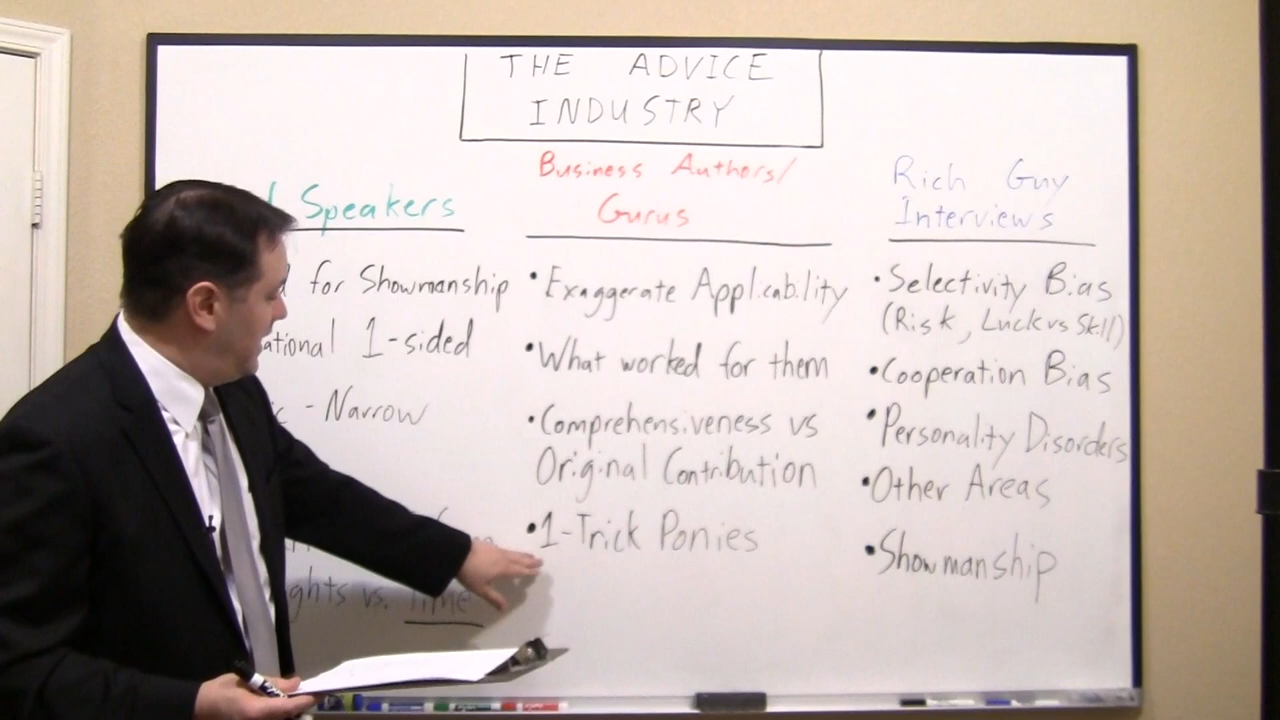 THE ADVICE
INDUSTRY
Speakers
for Showmanship
1-sided
- Narrow
vs. Time
Business Authors/
Gurus
•Exaggerate Applicability
•What worked for them
•Comprehensiveness vs
Original Contribution
•1-Trick Ponies
Rich Guy
Interviews
•Selectivity Bias
(Risk, Luck vs Skill)
•Cooperation Bias
•Personality Disorders
•Other Areas
•Showmanship